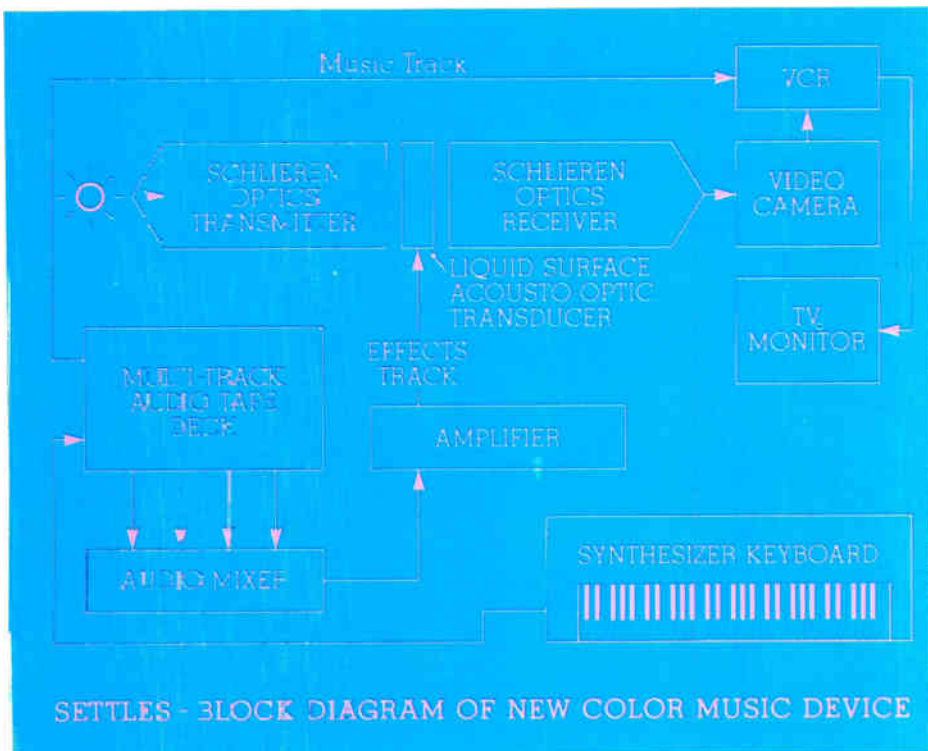 Music Track
VCR
SCHLIEREN
OPTICS
TRANSMITTER
SCHLIEREN
OPTICS
RECEIVER
VIDEO
CAMERA
LIQUID SURFACE
ACOUSTO OPTIC
TRANSDUCER
TV
MONITOR
EFFECTS
TRACK
MULTI-TRACK
AUDIO TAPE
DECK
AMPLIFIER
AUDIO MIXER
SYNTHESIZER KEYBOARD
SETTLES - BLOCK DIAGRAM OF NEW COLOR MUSIC DEVICE